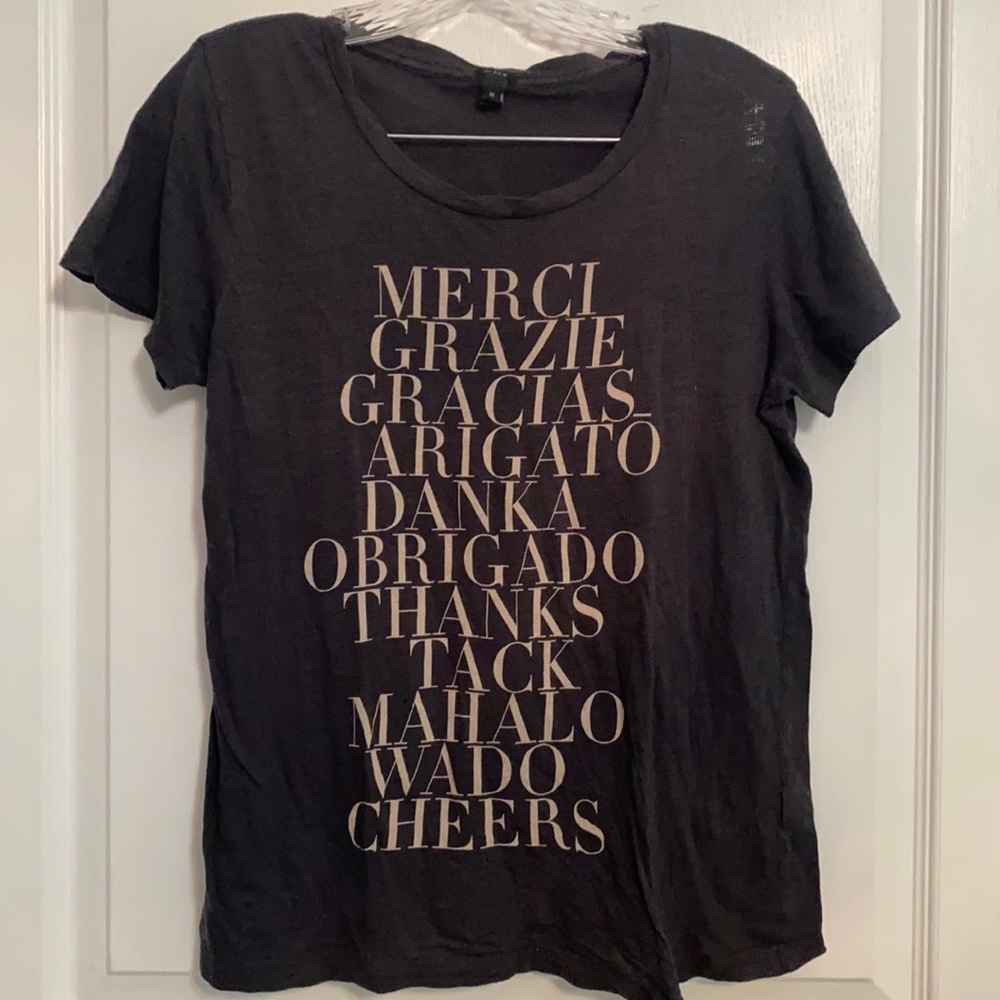 MERCI
GRAZIE
GRACIAS
ARIGATŌ
DANKA
OBRIGADO
THANKS
TACK
MAHALO
WADO
CHEERS